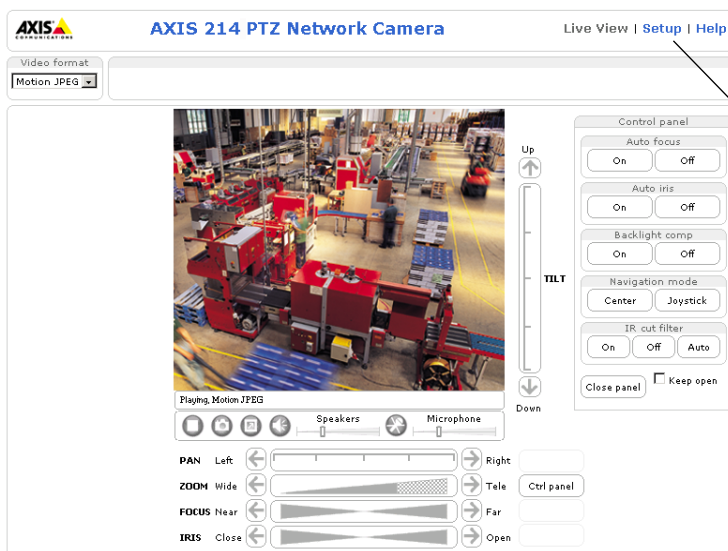 AXIS
COMMUNICATIONS
AXIS 214 PTZ Network Camera
Live View | Setup | Help
Video format
Motion JPEG
Control panel
Auto focus
On Off
Auto iris
On Off
Backlight comp
On Off
Navigation mode
Center Joystick
IR cut filter
On Off Auto
Close panel Keep open
Up
TILT
Down
Playing, Motion JPEG
Speakers Microphone
PAN Left Right
ZOOM Wide Tele Ctrl panel
FOCUS Near Far
IRIS Close Open